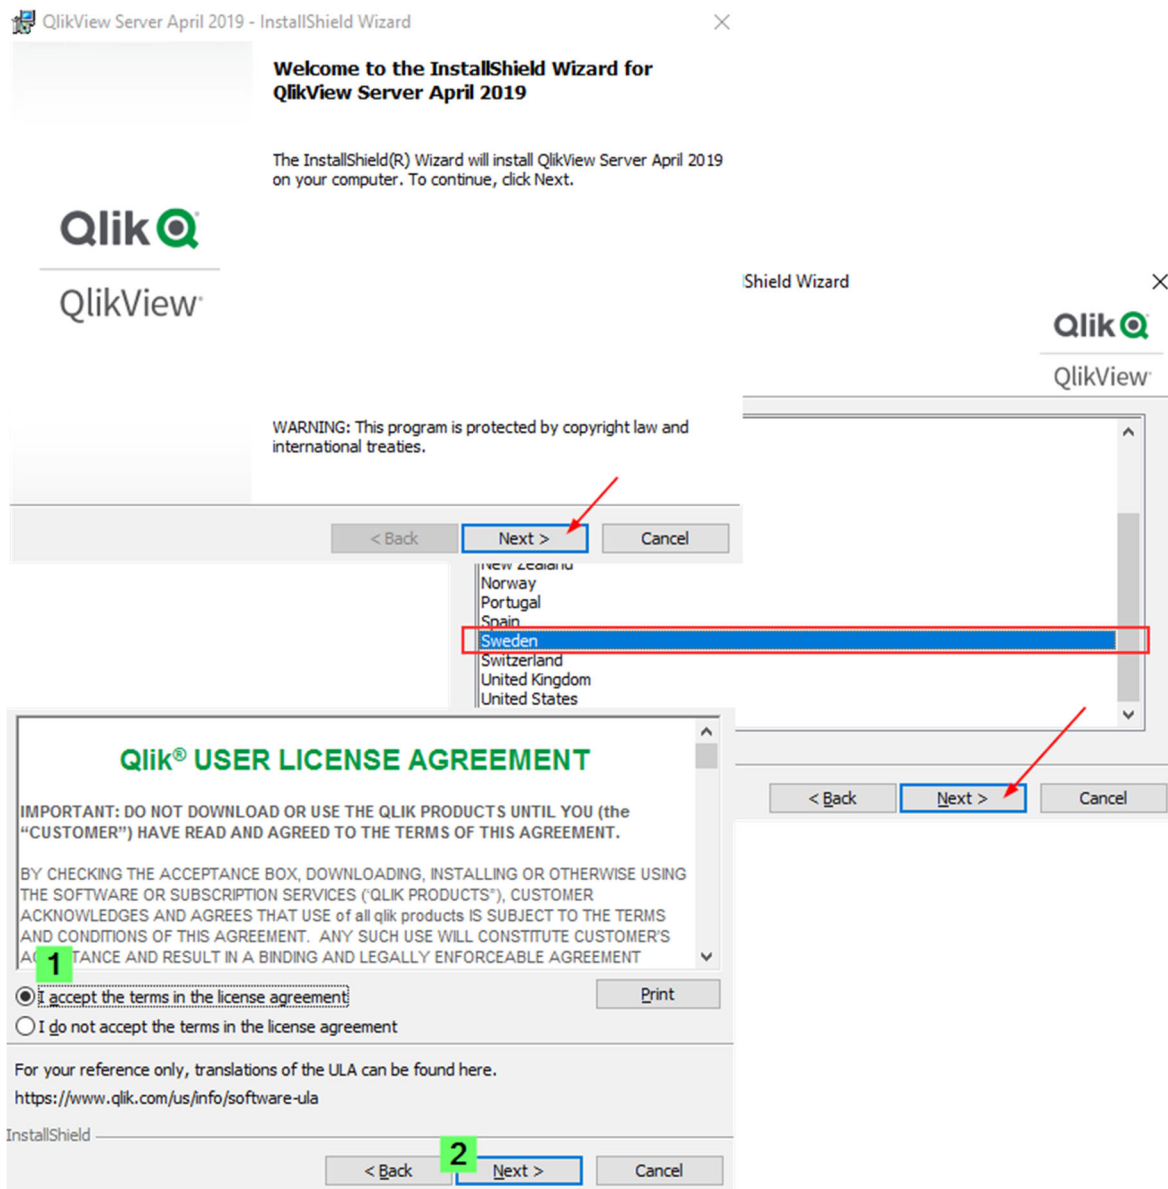 QlikView Server April 2019 - InstallShield Wizard
Welcome to the InstallShield Wizard for
QlikView Server April 2019
The InstallShield(R) Wizard will install QlikView Server April 2019
on your computer. To continue, click Next.
Qlik
QlikView
WARNING: This program is protected by copyright law and
international treaties.
< Back
Next >
Cancel
Shield Wizard
Qlik
QlikView
New Zealand
Norway
Portugal
Spain
Sweden
Switzerland
United Kingdom
United States
< Back
Next >
Cancel
Qlik® USER LICENSE AGREEMENT
IMPORTANT: DO NOT DOWNLOAD OR USE THE QLIK PRODUCTS UNTIL YOU (the
“CUSTOMER”) HAVE READ AND AGREED TO THE TERMS OF THIS AGREEMENT.
BY CHECKING THE ACCEPTANCE BOX, DOWNLOADING, INSTALLING OR OTHERWISE USING
THE SOFTWARE OR SUBSCRIPTION SERVICES (‘QLIK PRODUCTS”), CUSTOMER
ACKNOWLEDGES AND AGREES THAT USE of all qlik products IS SUBJECT TO THE TERMS
AND CONDITIONS OF THIS AGREEMENT. ANY SUCH USE WILL CONSTITUTE CUSTOMER'S
TANCE AND RESULT IN A BINDING AND LEGALLY ENFORCEABLE AGREEMENT
1
I accept the terms in the license agreement
Print
I do not accept the terms in the license agreement
For your reference only, translations of the ULA can be found here.
https://www.qlik.com/us/info/software-ula
InstallShield
2
< Back
Next >
Cancel